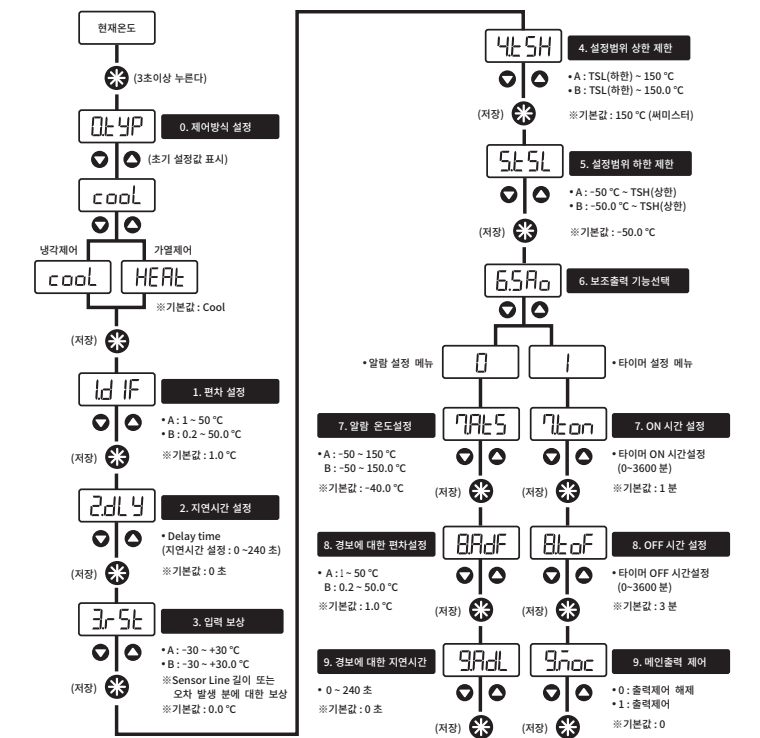 현재온도
(3초이상 누른다)
0.tYP
0. 제어방식 설정
(초기 설정값 표시)
cooL
냉각제어
가열제어
cooL
HEAt
※기본값 : Cool
(저장)
1.dIF
1. 편차 설정
• A : 1 ~ 50 °C
• B : 0.2 ~ 50.0 °C
※기본값 : 1.0 °C
(저장)
2.dLY
2. 지연시간 설정
• Delay time
(지연시간 설정 : 0 ~240 초)
※기본값 : 0 초
(저장)
3.rSt
3. 입력 보상
• A : -30 ~ +30 °C
• B : -30 ~ +30.0 °C
※Sensor Line 길이 또는
오차 발생 분에 대한 보상
※기본값 : 0.0 °C
(저장)
4.tSH
4. 설정범위 상한 제한
• A : TSL(하한) ~ 150 °C
• B : TSL(하한) ~ 150.0 °C
※기본값 : 150 °C (써미스터)
(저장)
5.tSL
5. 설정범위 하한 제한
• A : -50 °C ~ TSH(상한)
• B : -50.0 °C ~ TSH(상한)
※기본값 : -50.0 °C
(저장)
6.SAo
6. 보조출력 기능선택
• 알람 설정 메뉴
0
1
• 타이머 설정 메뉴
7. 알람 온도설정
7.AtS
• A : -50 ~ 150 °C
B : -50 ~ 150.0 °C
※기본값 : -40.0 °C
(저장)
7.ton
7. ON 시간 설정
• 타이머 ON 시간설정
(0~3600 분)
※기본값 : 1 분
(저장)
8. 경보에 대한 편차설정
8.AdF
• A : 1 ~ 50 °C
B : 0.2 ~ 50.0 °C
※기본값 : 1.0 °C
(저장)
8.toF
8. OFF 시간 설정
• 타이머 OFF 시간설정
(0~3600 분)
※기본값 : 3 분
(저장)
9. 경보에 대한 지연시간
9.AdL
• 0 ~ 240 초
※기본값 : 0 초
(저장)
9.moc
9. 메인출력 제어
• 0 : 출력제어 해제
• 1 : 출력제어
※기본값 : 0
(저장)